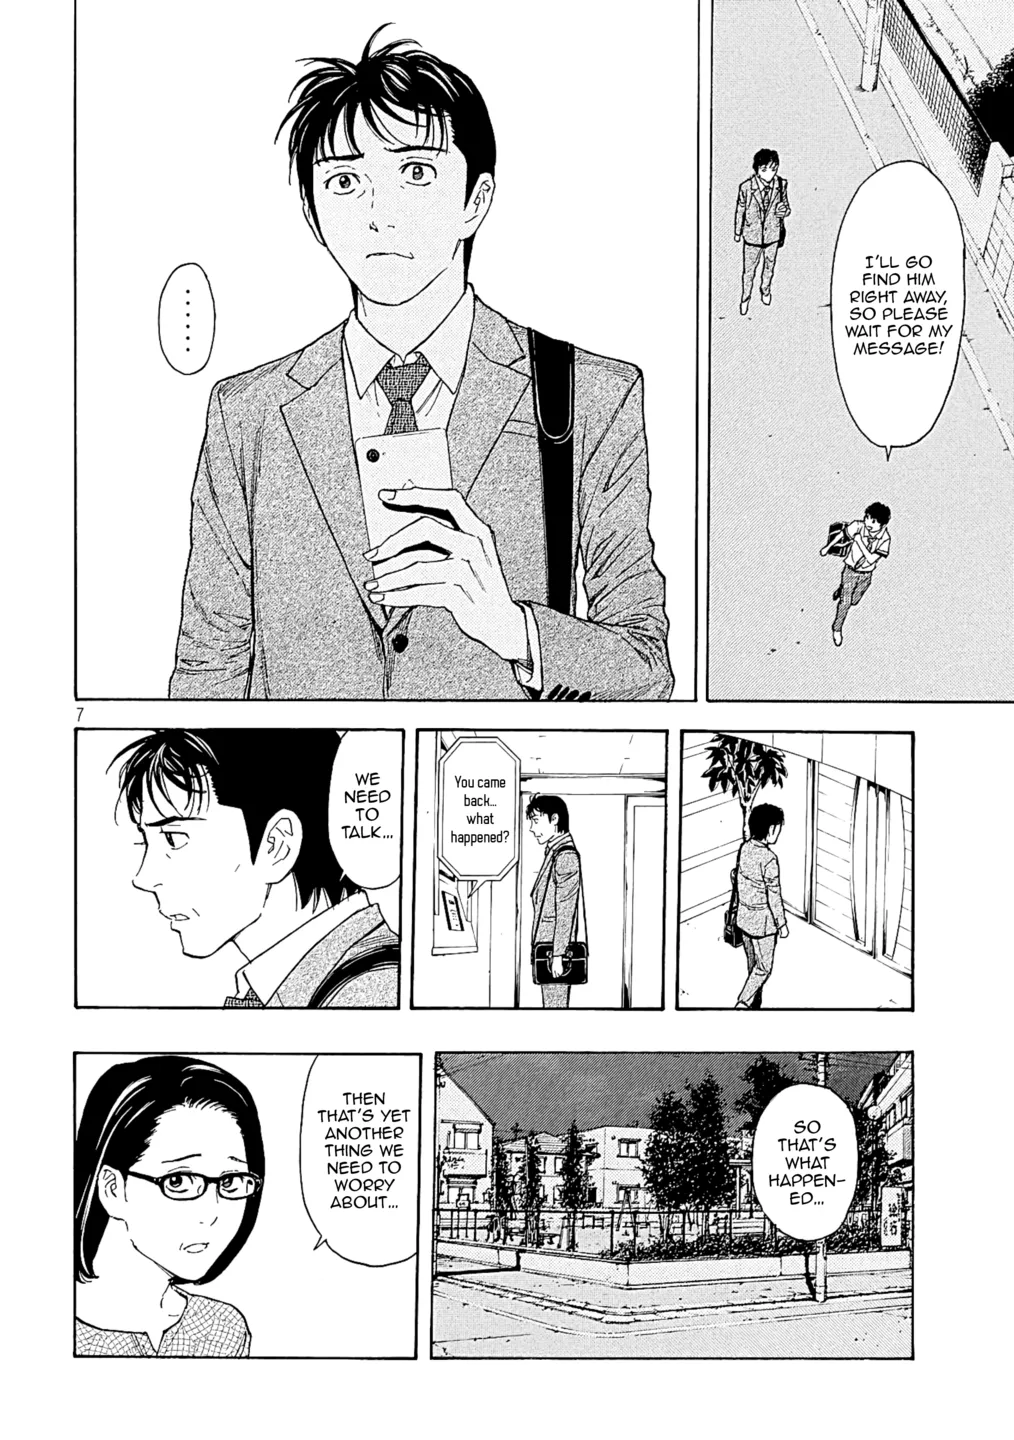 I'LL GO
FIND HIM
RIGHT AWAY,
SO PLEASE
WAIT FOR MY
MESSAGE!
......
7
You came
back...
what
happened?
WE
NEED
TO
TALK...
SO
THAT'S
WHAT
HAPPEN-
ED...
THEN
THAT'S YET
ANOTHER
THING WE
NEED TO
WORRY
ABOUT...